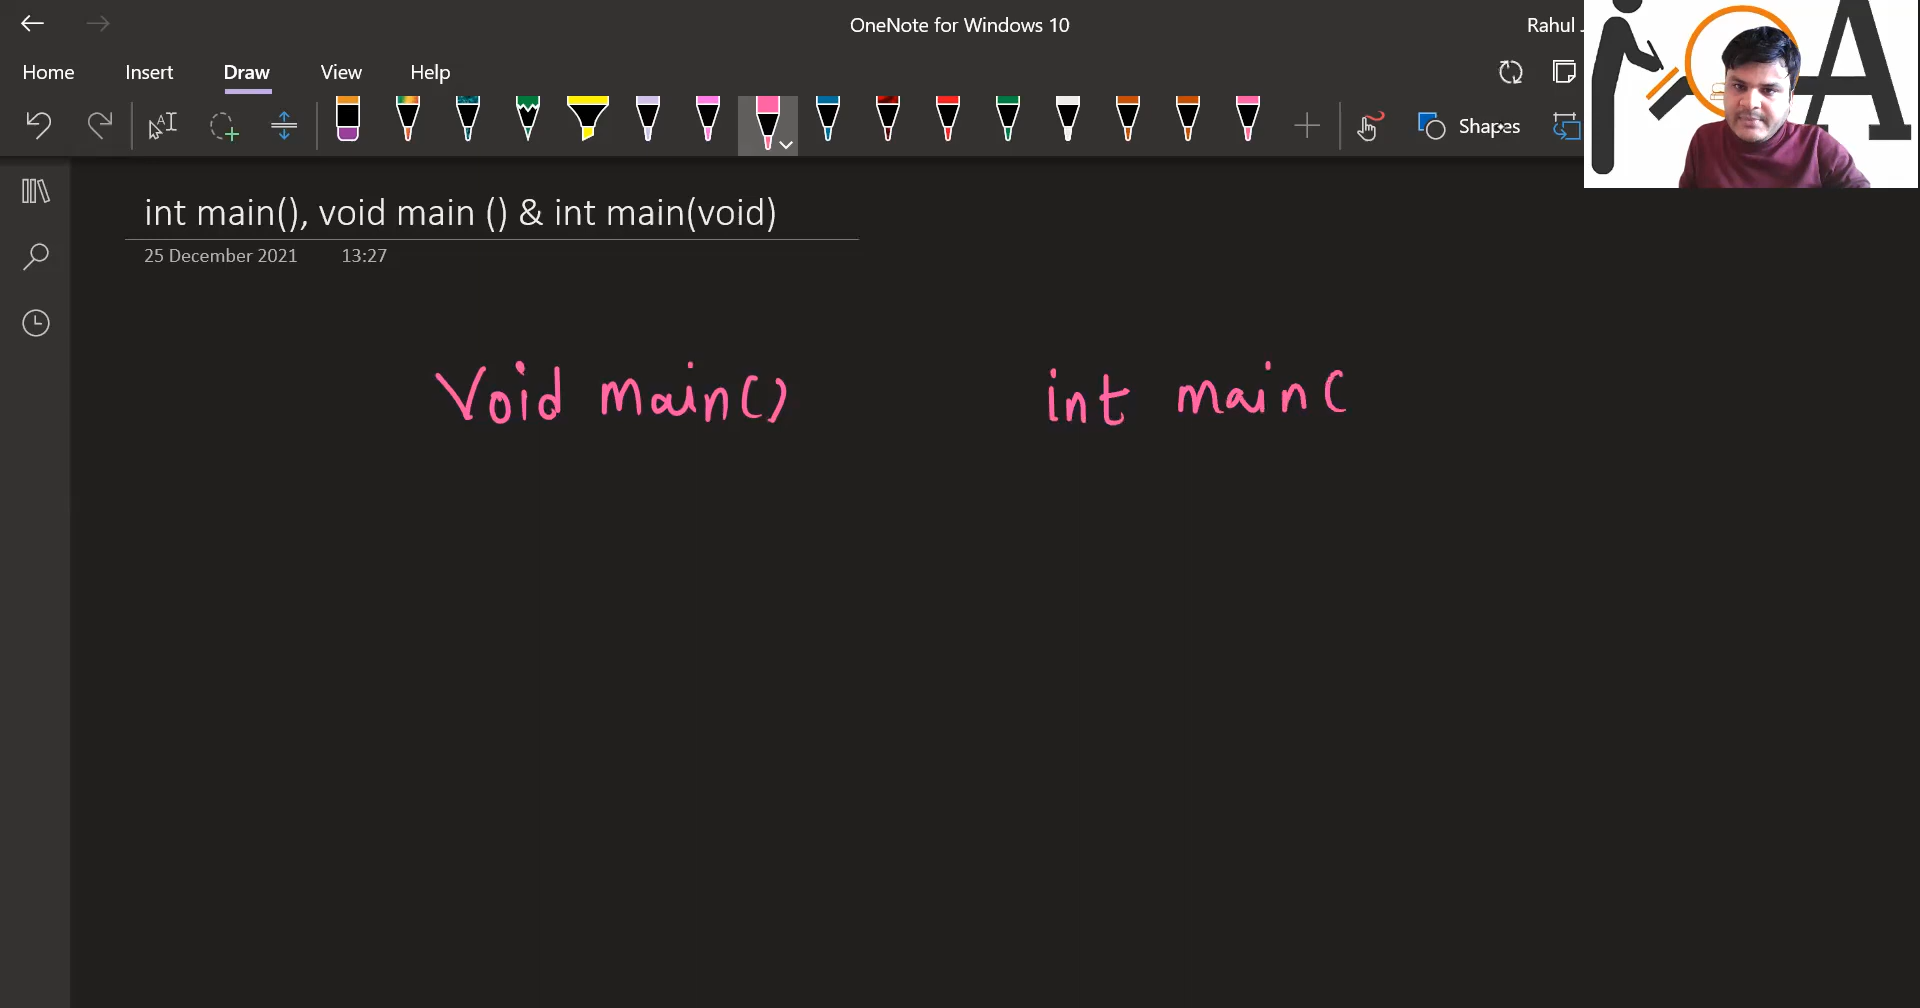 OneNote for Windows 10
Rahul
Home Insert Draw View Help
Shapes
int main(), void main () & int main(void)
25 December 2021 13:27
Void main() int main(
A